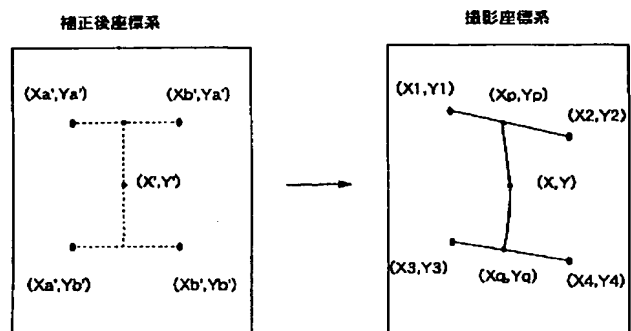 補正後座標系
(Xa',Ya')
(Xb',Ya')
(X',Y')
(Xa',Yb')
(Xb',Yb')
撮影座標系
(X1,Y1)
(Xp,Yp)
(X2,Y2)
(X,Y)
(X3,Y3)
(Xq,Yq)
(X4,Y4)